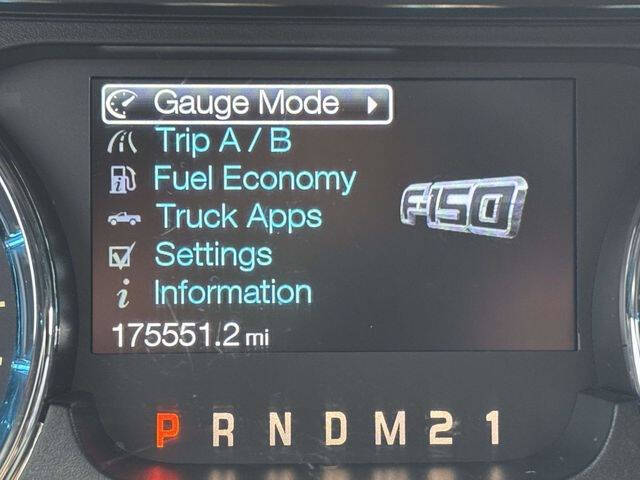 Gauge Mode
Trip A / B
Fuel Economy
F-150
Truck Apps
Settings
Information
175551.2 mi
P R N D M 2 1